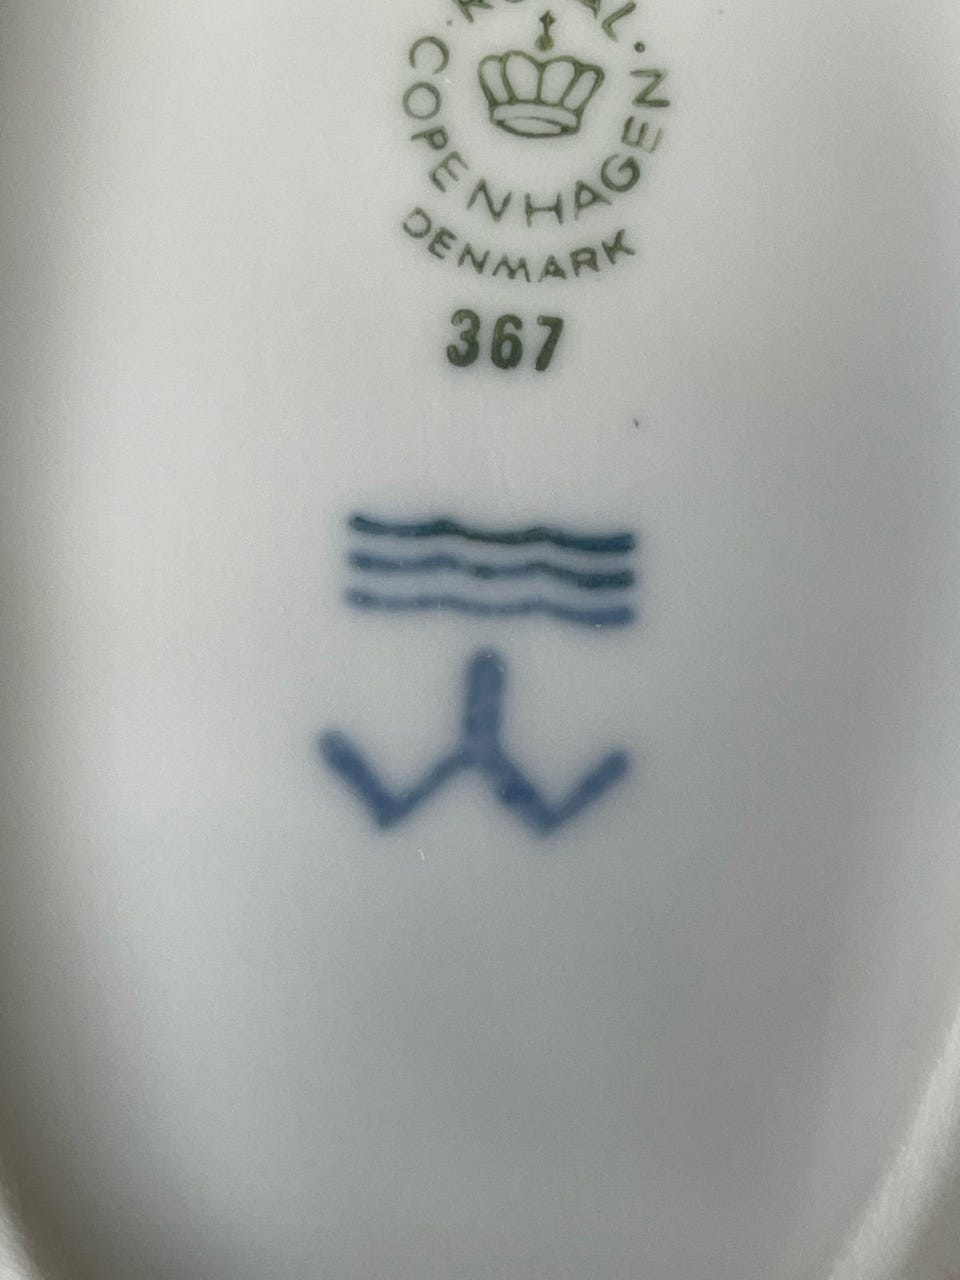 ROYAL
COPENHAGEN
DENMARK
367